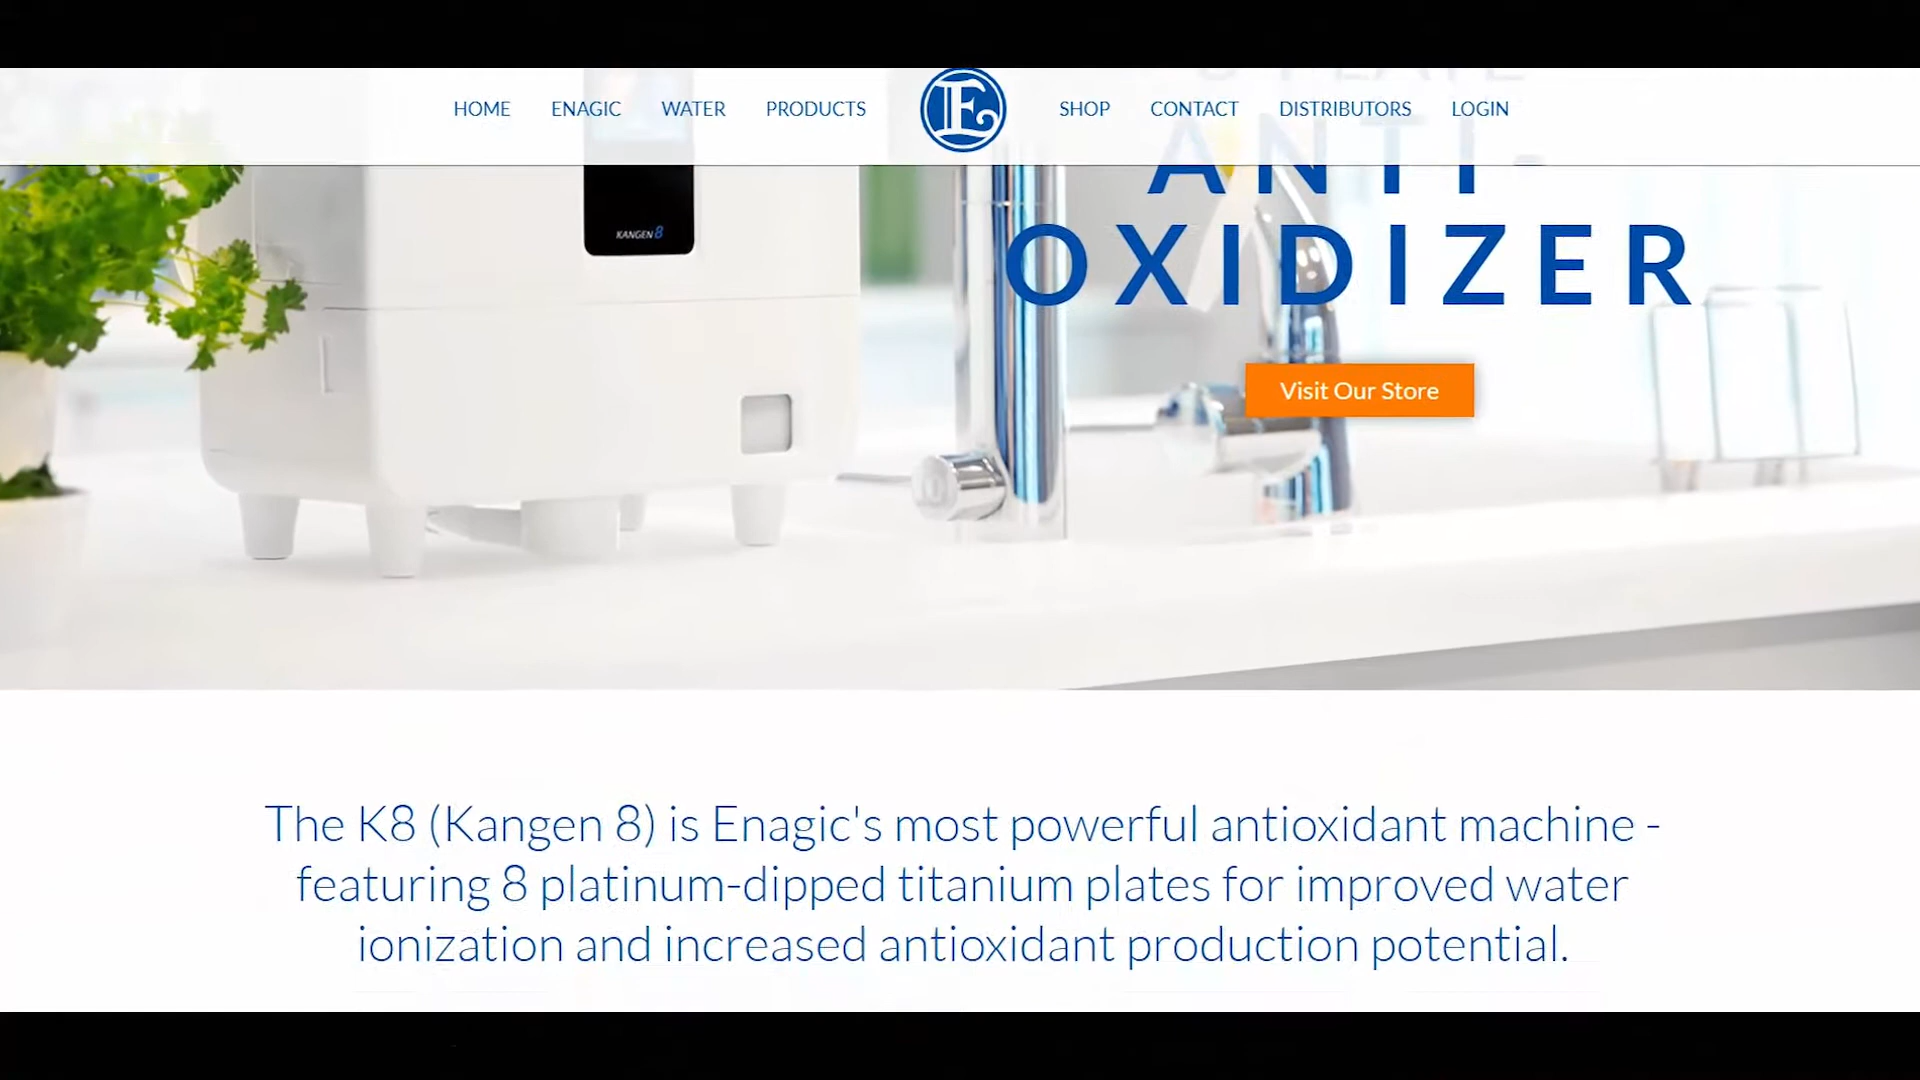 HOME ENAGIC WATER PRODUCTS E SHOP CONTACT DISTRIBUTORS LOGIN
ANTI-
OXIDIZER
KANGEN 8
Visit Our Store
The K8 (Kangen 8) is Enagic's most powerful antioxidant machine -
featuring 8 platinum-dipped titanium plates for improved water
ionization and increased antioxidant production potential.